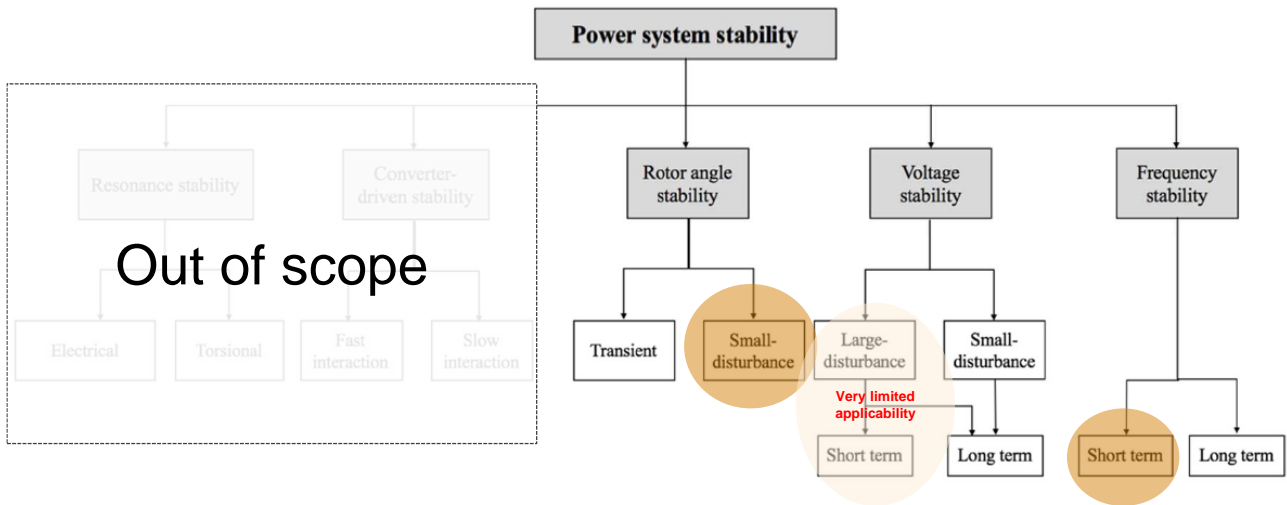 Power system stability
Resonance stability
Converter-
driven stability
Rotor angle
stability
Voltage
stability
Frequency
stability
Out of scope
Electrical
Torsional
Fast
interaction
Slow
interaction
Transient
Small-
disturbance
Large-
disturbance
Small-
disturbance
Very limited
applicability
Short term
Long term
Short term
Long term